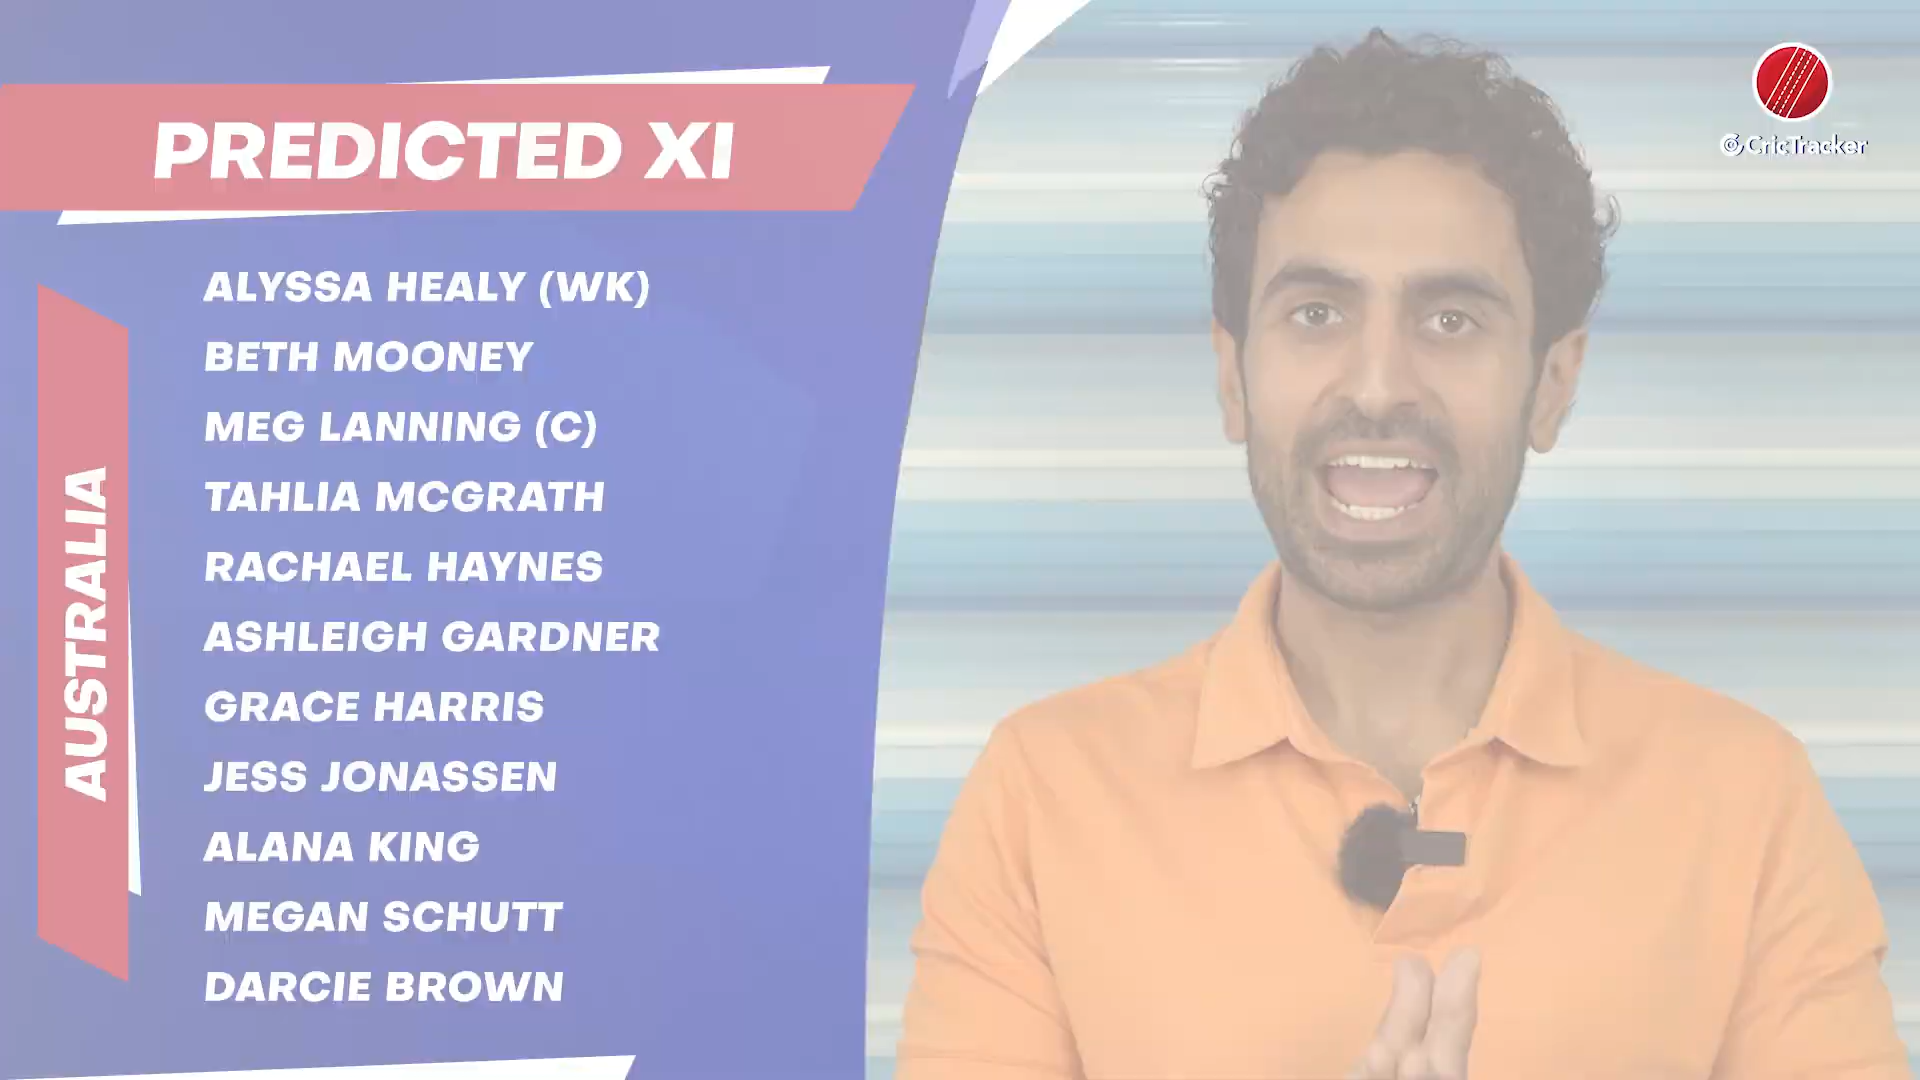 PREDICTED XI
AUSTRALIA
ALYSSA HEALY (WK)
BETH MOONEY
MEG LANNING (C)
TAHLIA MCGRATH
RACHAEL HAYNES
ASHLEIGH GARDNER
GRACE HARRIS
JESS JONASSEN
ALANA KING
MEGAN SCHUTT
DARCIE BROWN
CricTracker